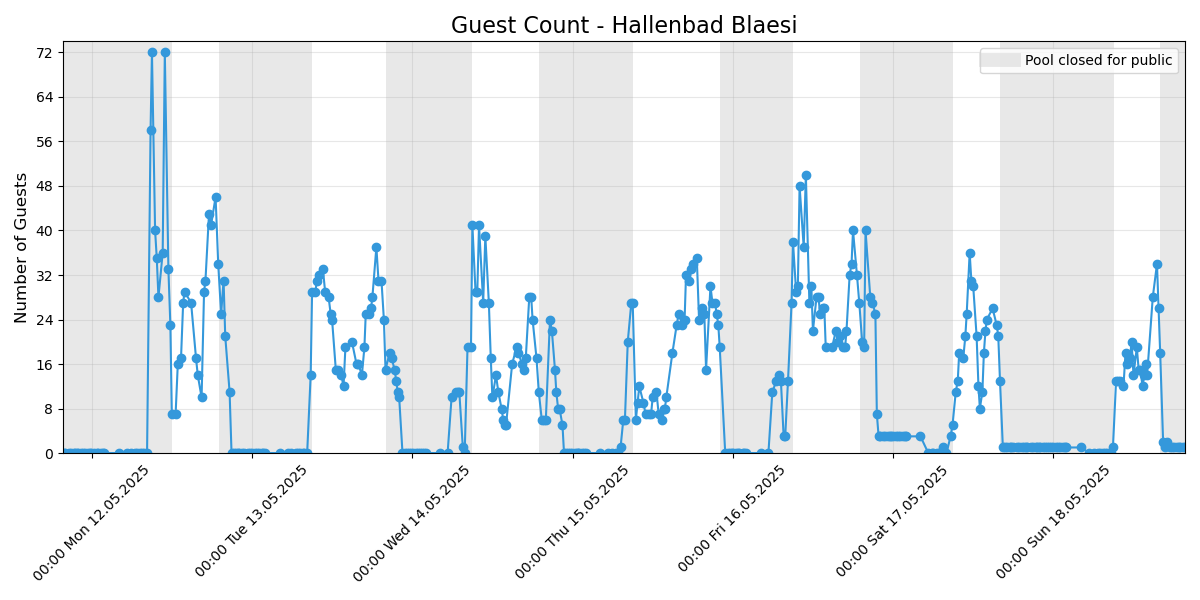 Guest Count - Hallenbad Blaesi
Pool closed for public
Number of Guests
72
64
56
48
40
32
24
16
8
0
00:00 Mon 12.05.2025
00:00 Tue 13.05.2025
00:00 Wed 14.05.2025
00:00 Thu 15.05.2025
00:00 Fri 16.05.2025
00:00 Sat 17.05.2025
00:00 Sun 18.05.2025